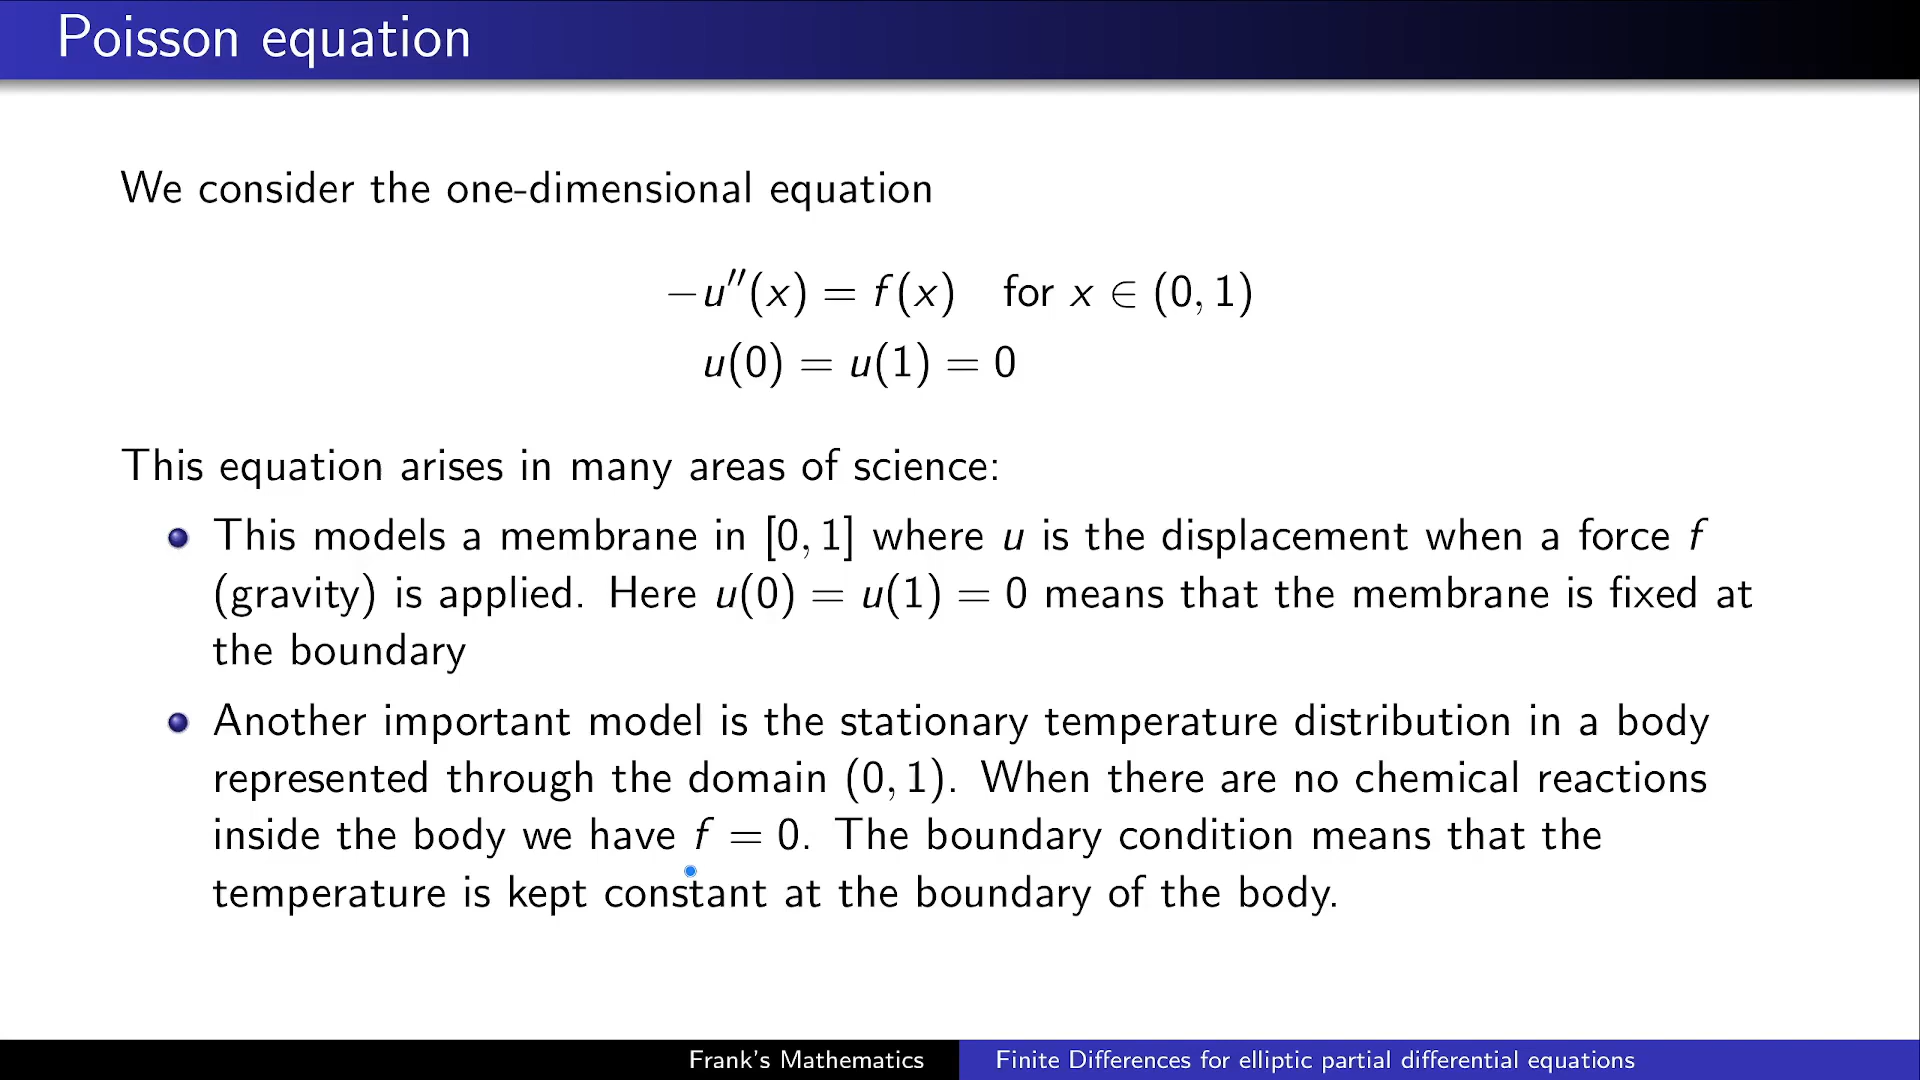 Poisson equation
We consider the one-dimensional equation
−u′′(x) = f(x) for x ∈ (0, 1)
u(0) = u(1) = 0
This equation arises in many areas of science:
This models a membrane in [0, 1] where u is the displacement when a force f
(gravity) is applied. Here u(0) = u(1) = 0 means that the membrane is fixed at
the boundary
Another important model is the stationary temperature distribution in a body
represented through the domain (0, 1). When there are no chemical reactions
inside the body we have f = 0. The boundary condition means that the
temperature is kept constant at the boundary of the body.
Frank's Mathematics
Finite Differences for elliptic partial differential equations